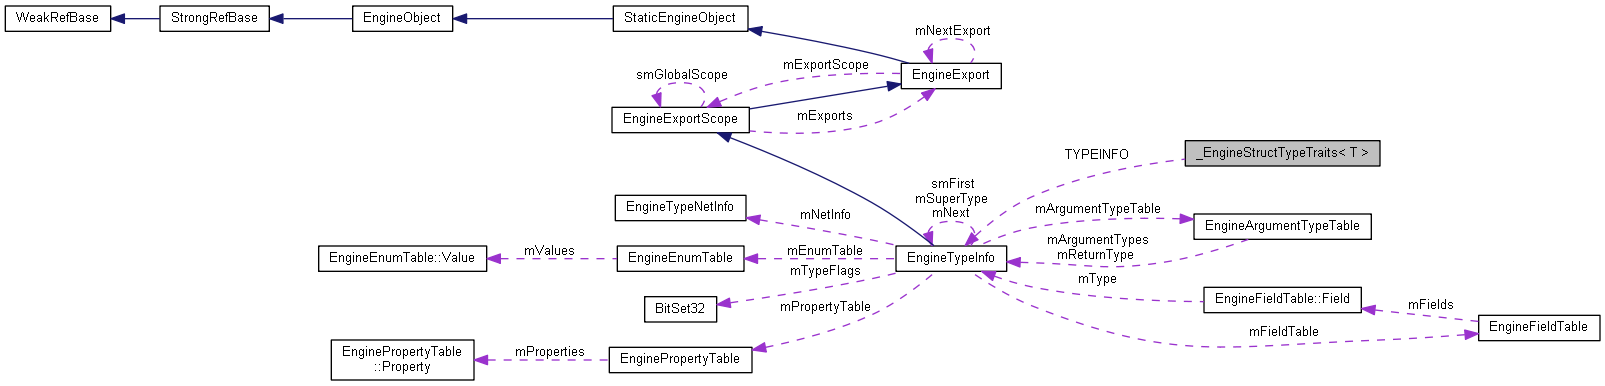 WeakRefBase
StrongRefBase
EngineObject
StaticEngineObject
mNextExport
smGlobalScope
mExportScope
EngineExport
EngineExportScope
mExports
TYPEINFO
_EngineStructTypeTraits< T >
EngineTypeNetInfo
mNetInfo
smFirst
mSuperType
mNext
mArgumentTypeTable
EngineArgumentTypeTable
EngineEnumTable::Value
mValues
EngineEnumTable
mEnumTable
EngineTypeInfo
mArgumentTypes
mReturnType
mTypeFlags
BitSet32
mType
EngineFieldTable::Field
mFields
EngineFieldTable
mPropertyTable
mFieldTable
EnginePropertyTable
::Property
mProperties
EnginePropertyTable